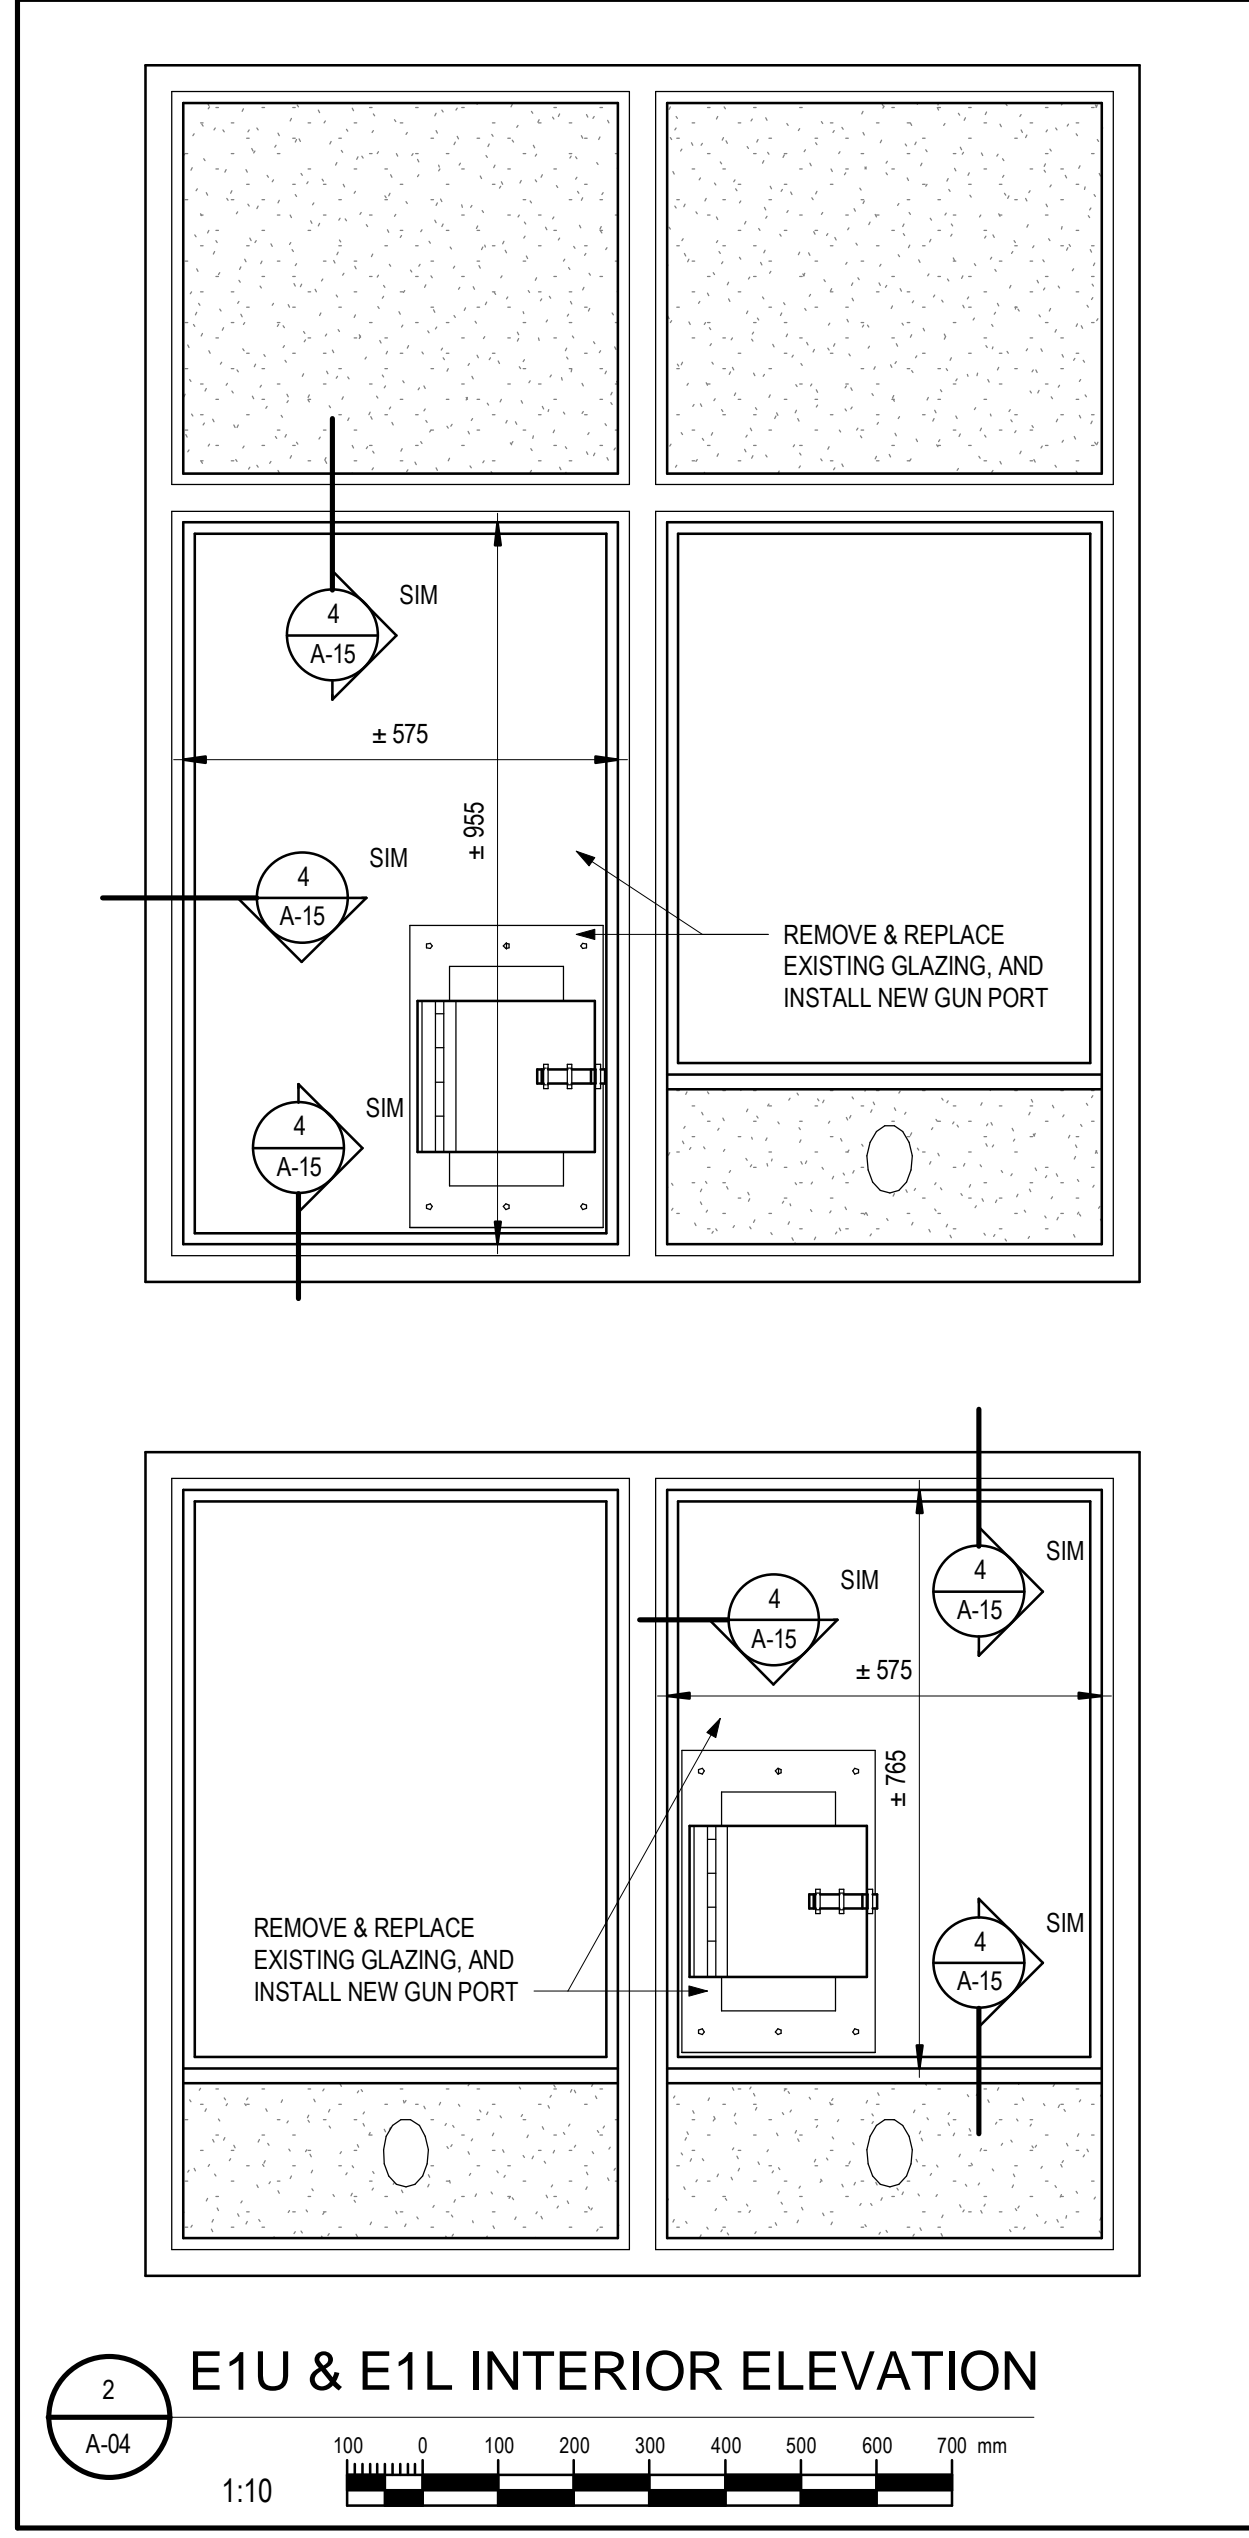 4
A-15
SIM
± 575
± 955
4
A-15
SIM
REMOVE & REPLACE
EXISTING GLAZING, AND
INSTALL NEW GUN PORT
4
A-15
SIM
4
A-15
SIM
4
A-15
SIM
± 575
± 765
REMOVE & REPLACE
EXISTING GLAZING, AND
INSTALL NEW GUN PORT
4
A-15
SIM
2
A-04
E1U & E1L INTERIOR ELEVATION
100 0 100 200 300 400 500 600 700 mm
1:10